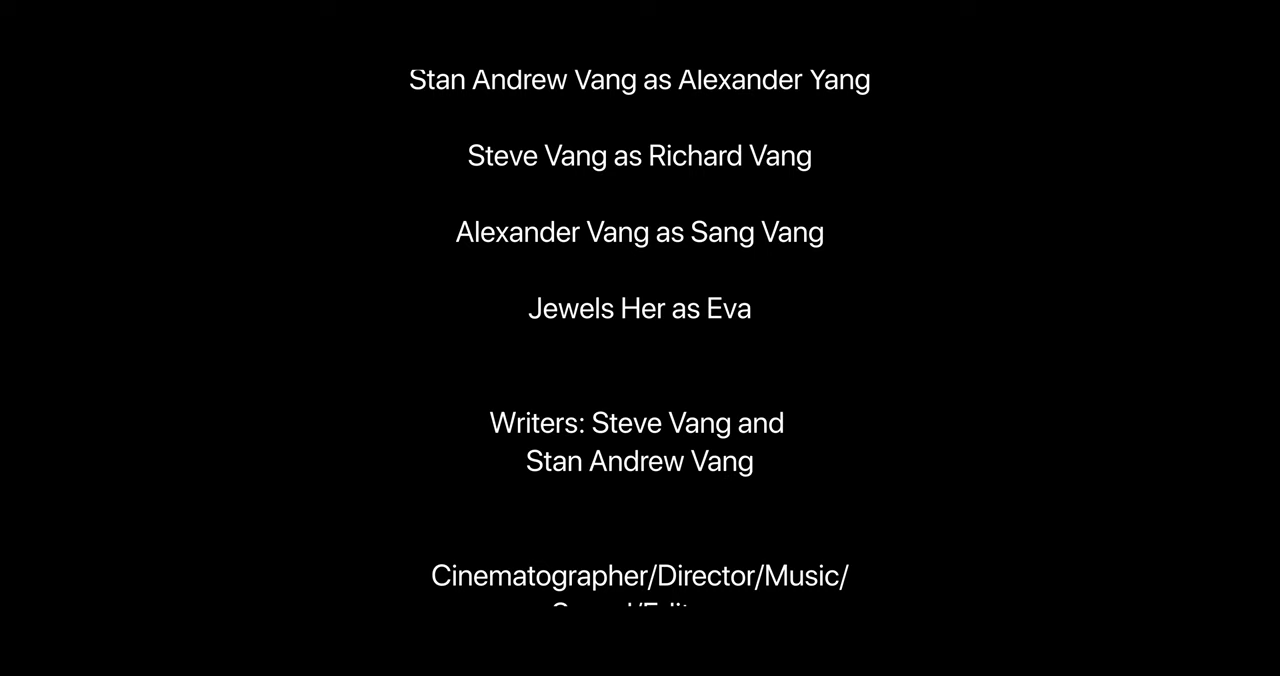 Stan Andrew Vang as Alexander Yang
Steve Vang as Richard Vang
Alexander Vang as Sang Vang
Jewels Her as Eva
Writers: Steve Vang and
Stan Andrew Vang
Cinematographer/Director/Music/